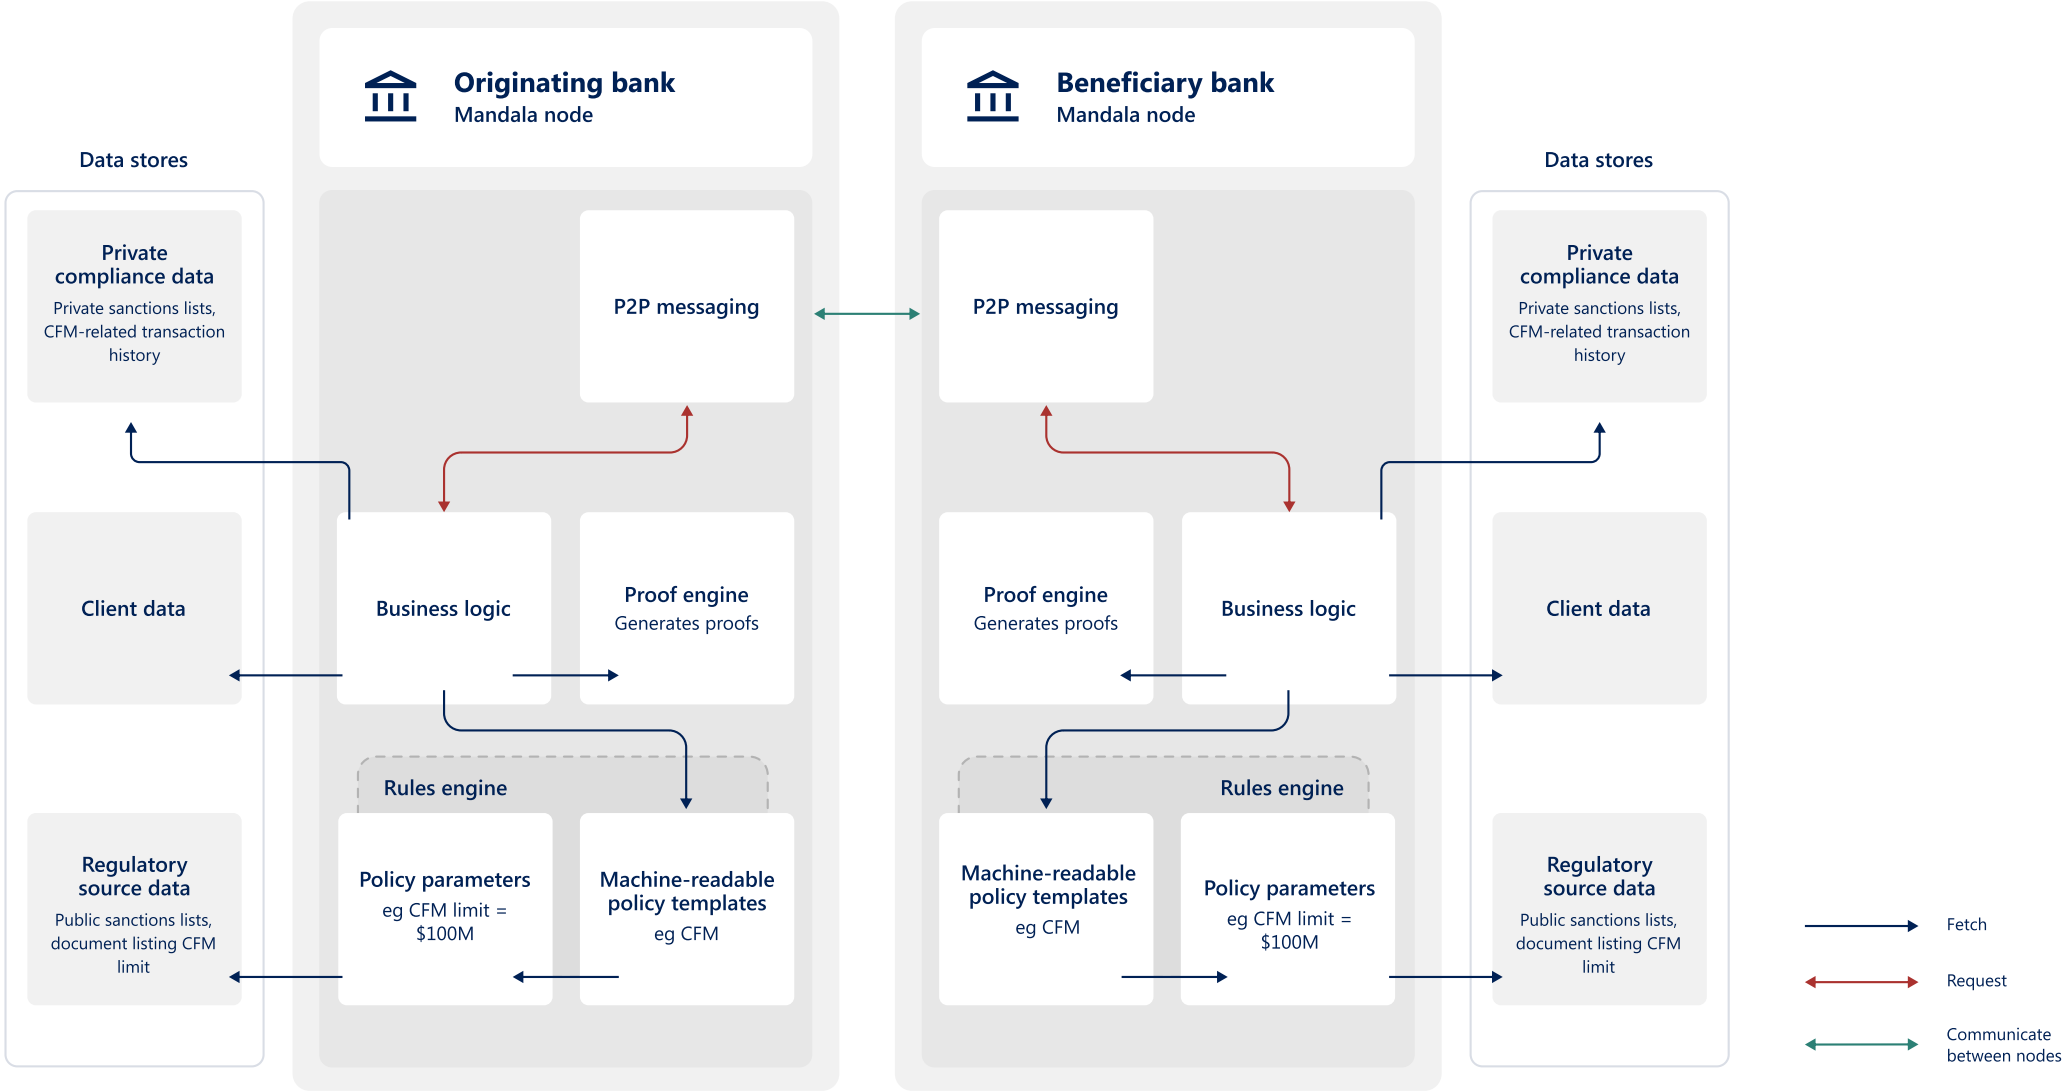 Originating bank
Mandala node
Beneficiary bank
Mandala node
Data stores
Private
compliance data
Private sanctions lists,
CFM-related transaction
history
Client data
Regulatory
source data
Public sanctions lists,
document listing CFM
limit
P2P messaging
Business logic
Proof engine
Generates proofs
Rules engine
Policy parameters
eg CFM limit =
$100M
Machine-readable
policy templates
eg CFM
P2P messaging
Proof engine
Generates proofs
Business logic
Rules engine
Machine-readable
policy templates
eg CFM
Policy parameters
eg CFM limit =
$100M
Data stores
Private
compliance data
Private sanctions lists,
CFM-related transaction
history
Client data
Regulatory
source data
Public sanctions lists,
document listing CFM
limit
Fetch
Request
Communicate
between nodes